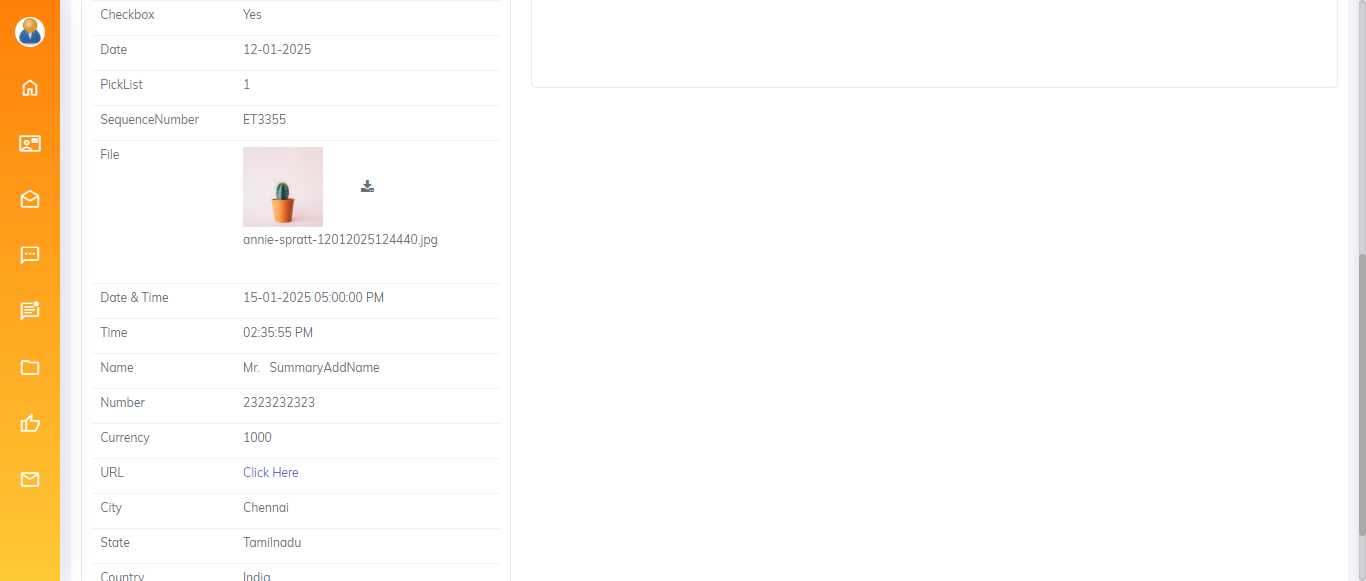 Checkbox Yes
Date 12-01-2025
PickList 1
SequenceNumber ET3355
File
annie-spratt-12012025124440.jpg
Date & Time 15-01-2025 05:00:00 PM
Time 02:35:55 PM
Name Mr. SummaryAddName
Number 2323232323
Currency 1000
URL Click Here
City Chennai
State Tamilnadu
Country India